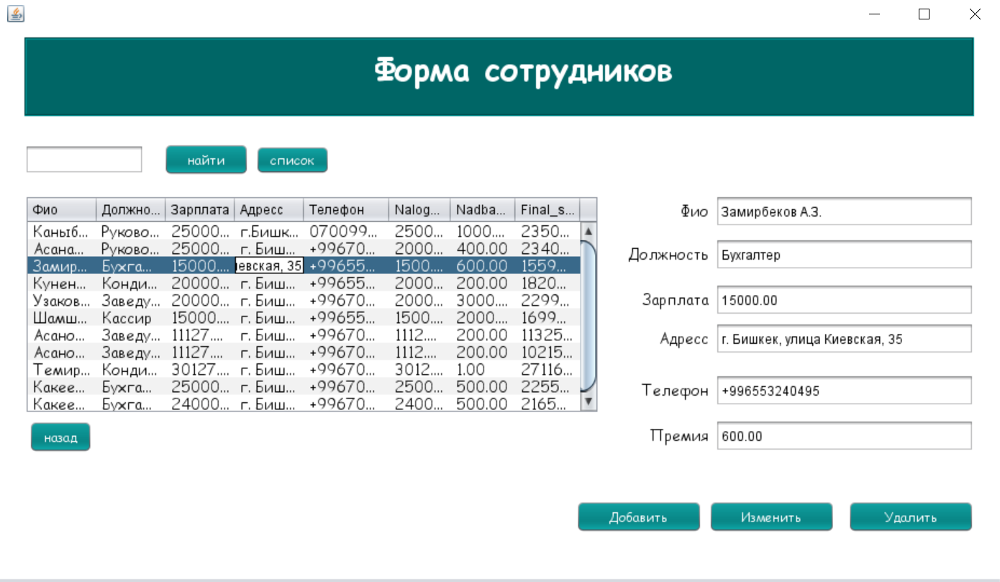 Форма сотрудников
найти список
Фио Должно... Зарплата Адресс Телефон Nalog... Nadba... Final_s...
Каныб... Руково... 25000... г.Бишк... 070099... 2500... 1000.... 2350...
Асана... Руково... 25000... г. Биш... +99670... 2000... 400.00 2340...
Замир... Бухга... 15000.... иевская, 35 +99655... 1500.... 600.00 1559...
Кунен... Конди... 20000... г. Биш... +99655... 2000... 200.00 1820...
Узаков... Заведу... 20000... г. Биш... +99670... 2000... 3000.... 2299...
Шамш... Кассир 15000.... г. Биш... +99655... 1500.... 2000.... 1699...
Асано... Заведу... 11127.... г. Биш... +99670... 1112.... 200.00 11325...
Асано... Заведу... 11127.... г. Биш... +99670... 1112.... 200.00 10215...
Темир... Конди... 30127.... г. Биш... +99670... 3012.... 1.00 27116...
Какее... Бухга... 25000... г. Биш... +99670... 2500... 500.00 2255...
Какее... Бухга... 24000... г. Биш... +99670... 2400... 500.00 2165...
назад
Фио Замирбеков А.З.
Должность Бухгалтер
Зарплата 15000.00
Адресс г. Бишкек, улица Киевская, 35
Телефон +996553240495
Премия 600.00
Добавить Изменить Удалить